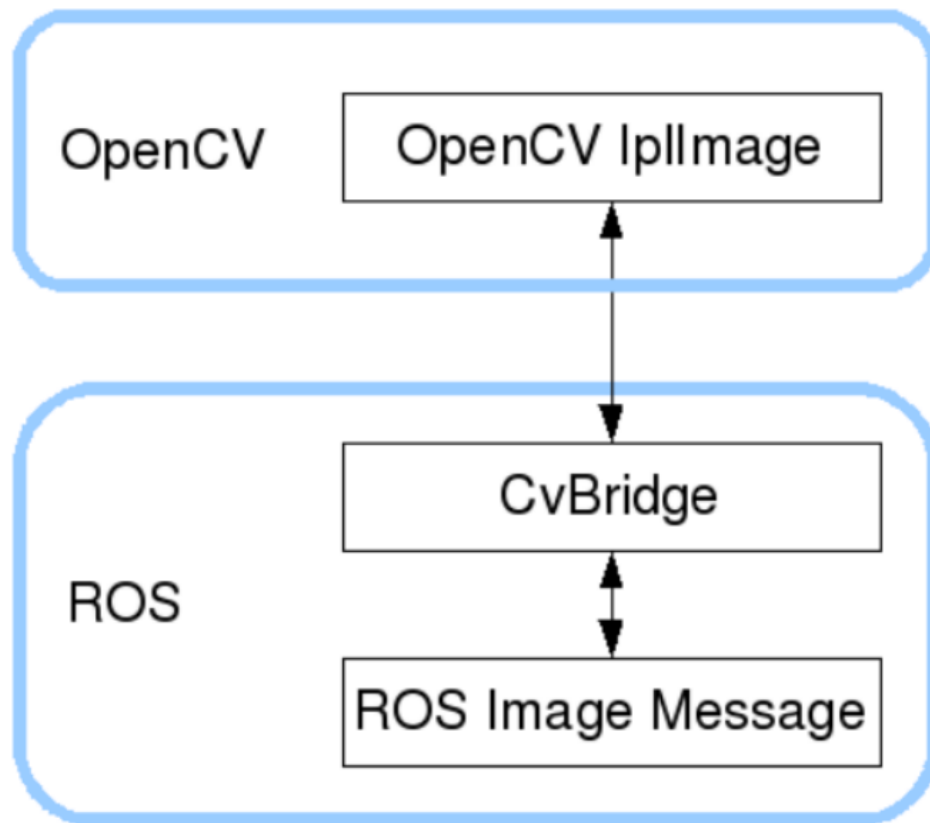 OpenCV
OpenCV IplImage
CvBridge
ROS
ROS Image Message